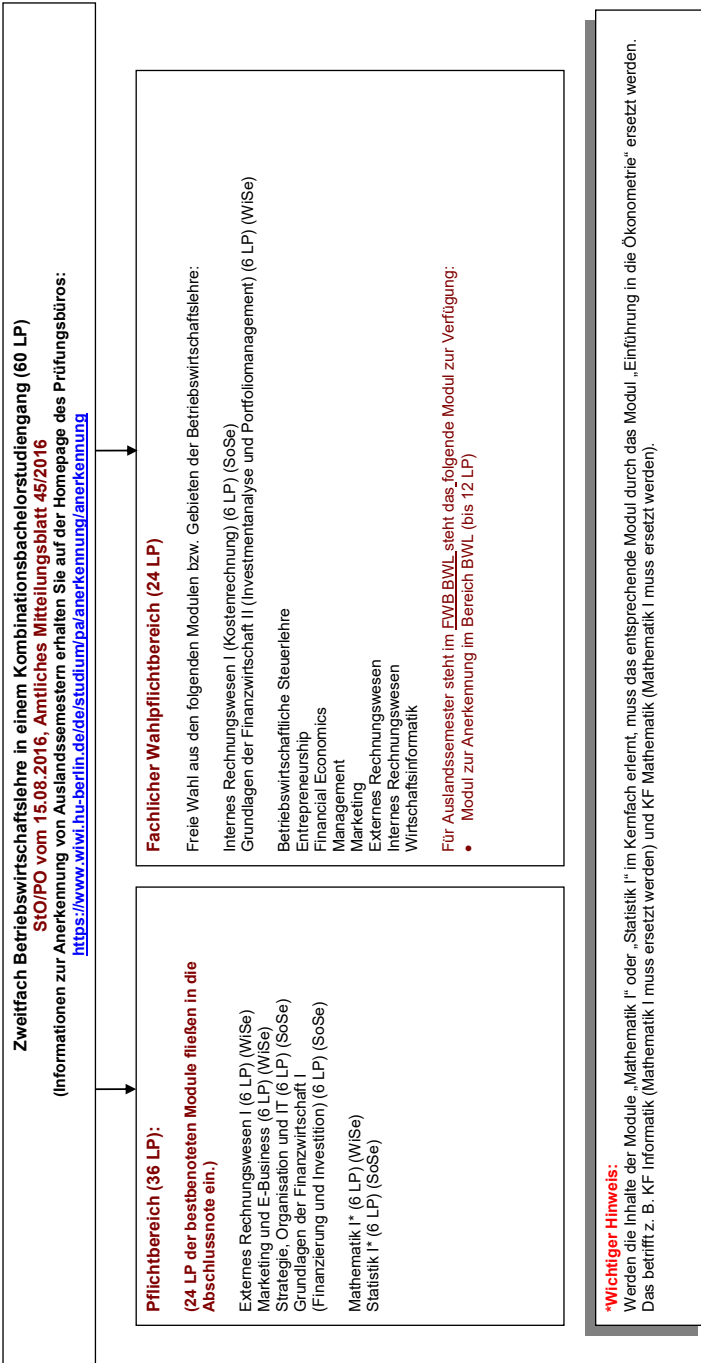 Zweitfach Betriebswirtschaftslehre in einem Kombinationsbachelorstudiengang (60 LP)
StO/PO vom 15.08.2016, Amtliches Mitteilungsblatt 45/2016
(Informationen zur Anerkennung von Auslandssemestern erhalten Sie auf der Homepage des Prüfungsbüros:
https://www.wiwi.hu-berlin.de/de/studium/pa/anerkennung/anerkennung
Pflichtbereich (36 LP):
(24 LP der bestbenoteten Module fließen in die
Abschlussnote ein.)
Externes Rechnungswesen I (6 LP) (WiSe)
Marketing und E-Business (6 LP) (WiSe)
Strategie, Organisation und IT (6 LP) (SoSe)
Grundlagen der Finanzwirtschaft I
(Finanzierung und Investition) (6 LP) (SoSe)
Mathematik I* (6 LP) (WiSe)
Statistik I* (6 LP) (SoSe)
Fachlicher Wahlpflichtbereich (24 LP)
Freie Wahl aus den folgenden Modulen bzw. Gebieten der Betriebswirtschaftslehre:
Internes Rechnungswesen I (Kostenrechnung) (6 LP) (SoSe)
Grundlagen der Finanzwirtschaft II (Investmentanalyse und Portfoliomanagement) (6 LP) (WiSe)
Betriebswirtschaftliche Steuerlehre
Entrepreneurship
Financial Economics
Management
Marketing
Externes Rechnungswesen
Internes Rechnungswesen
Wirtschaftsinformatik
Für Auslandssemester steht im FWB BWL steht das folgende Modul zur Verfügung:
• Modul zur Anerkennung im Bereich BWL (bis 12 LP)
*Wichtiger Hinweis:
Werden die Inhalte der Module „Mathematik I“ oder „Statistik I“ im Kernfach erlernt, muss das entsprechende Modul durch das Modul „Einführung in die Ökonometrie“ ersetzt werden.
Das betrifft z. B. KF Informatik (Mathematik I muss ersetzt werden) und KF Mathematik (Mathematik I muss ersetzt werden).